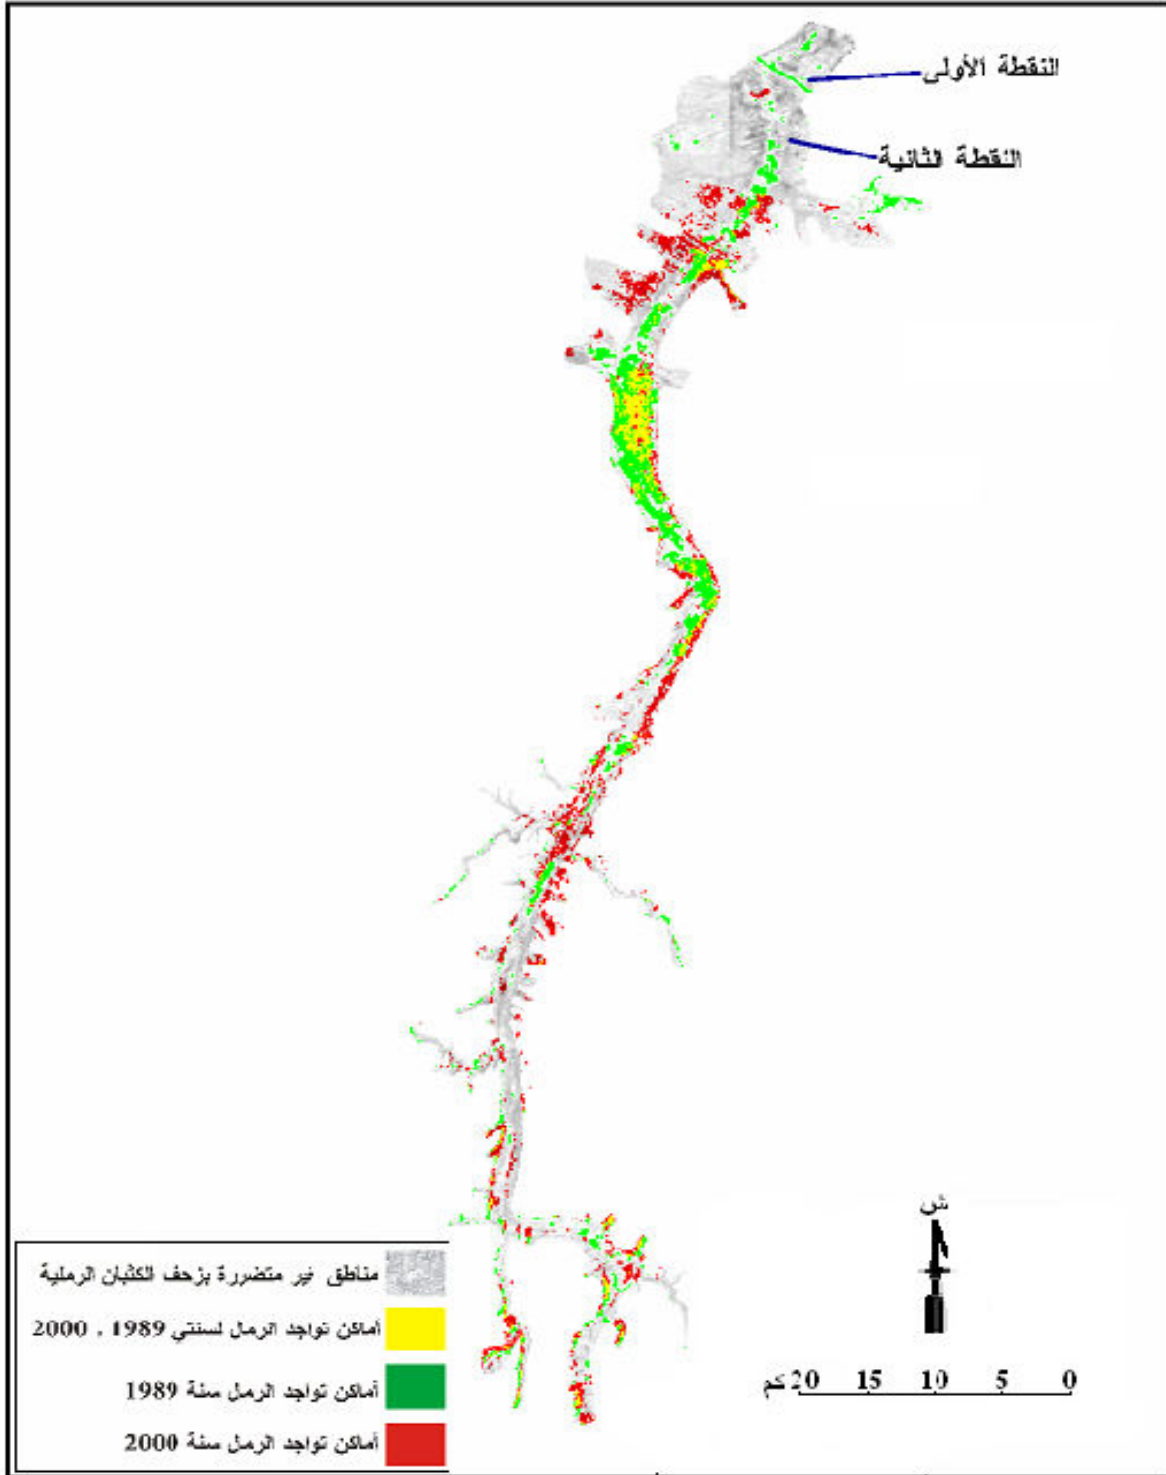 النقطة الأولى
النقطة الثانية
ش
مناطق غير متضررة بزحف الكثبان الرملية
أماكن تواجد الرمل لسنتي 1989 ، 2000
أماكن تواجد الرمل سنة 1989
أماكن تواجد الرمل سنة 2000
0 5 10 15 20 كم